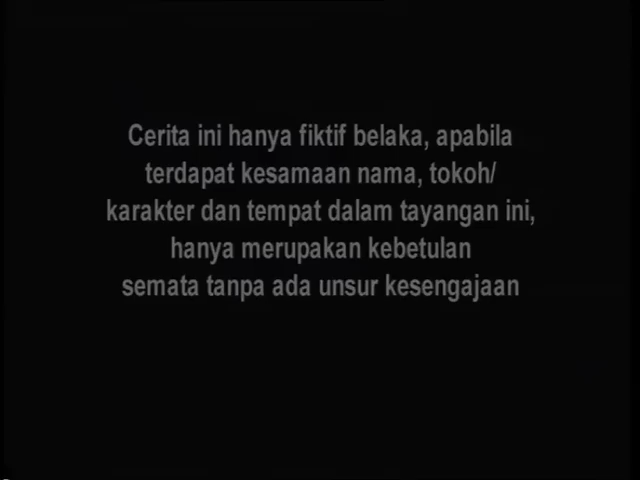 Cerita ini hanya fiktif belaka, apabila
terdapat kesamaan nama, tokoh/
karakter dan tempat dalam tayangan ini,
hanya merupakan kebetulan
semata tanpa ada unsur kesengajaan